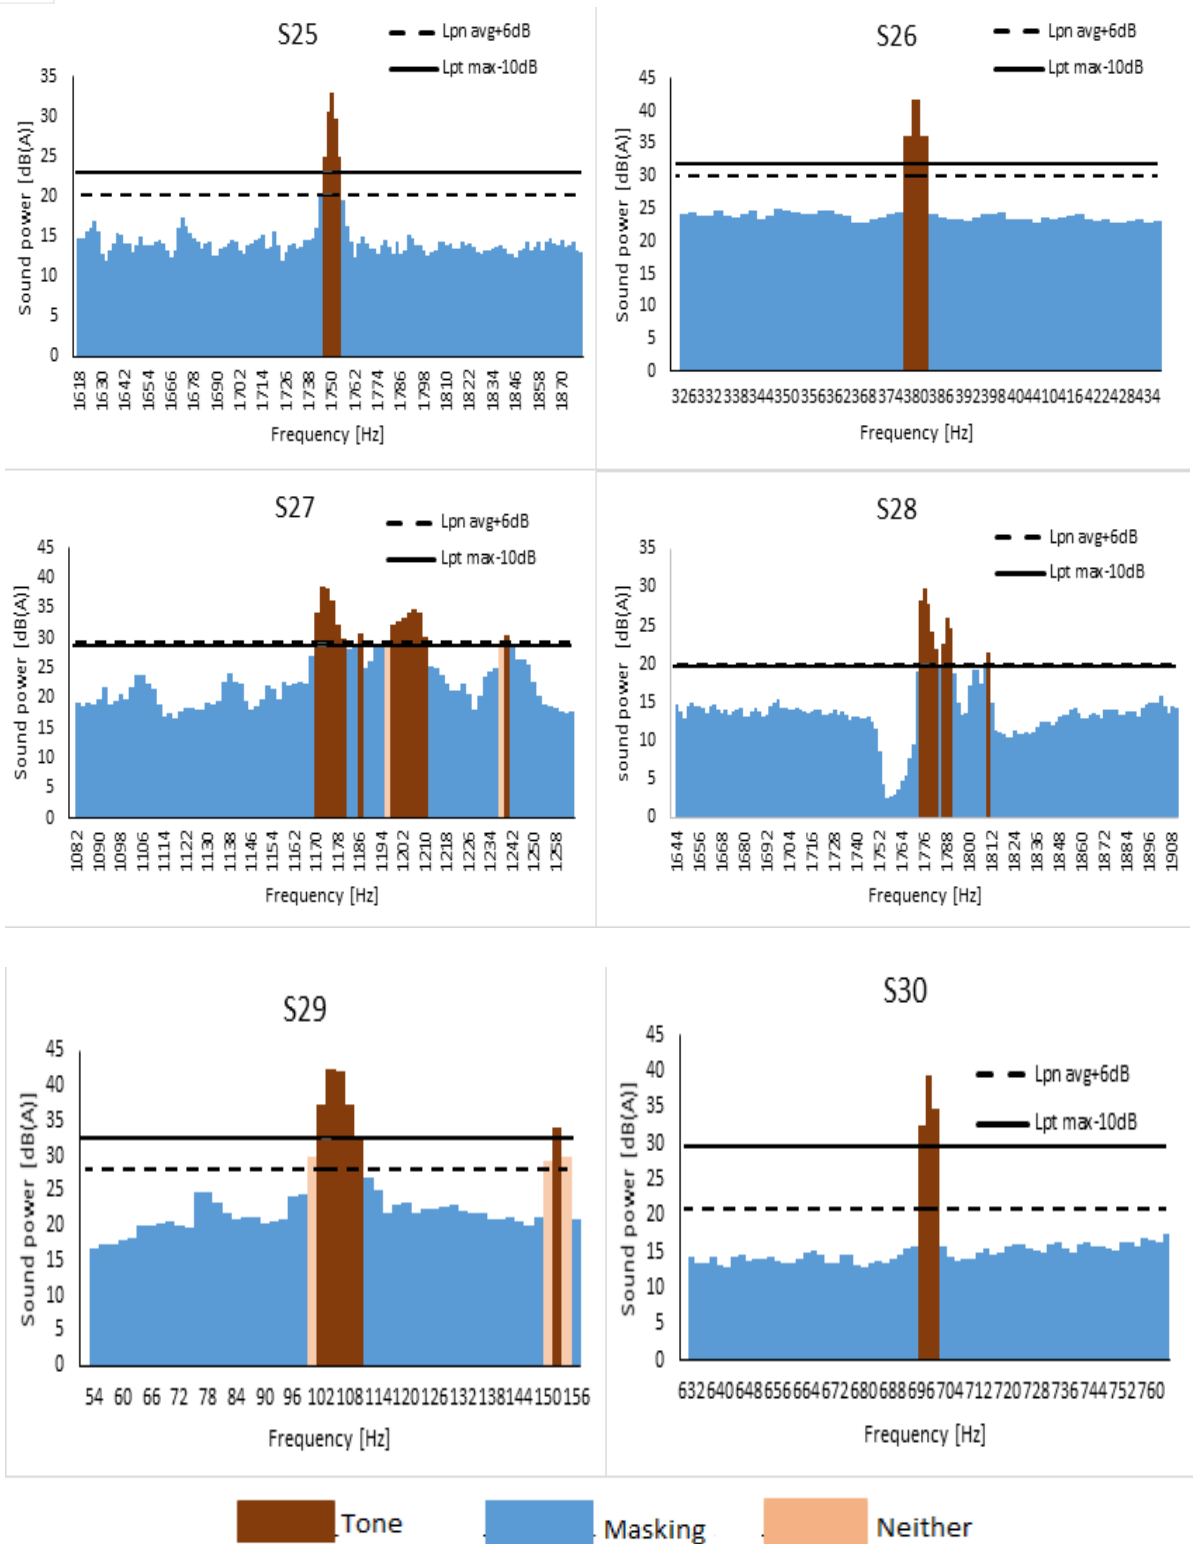 S25
Lpn avg+6dB
Lpt max-10dB
Sound power [dB(A)]
35
30
25
20
15
10
5
0
1618 1630 1642 1654 1666 1678 1690 1702 1714 1726 1738 1750 1762 1774 1786 1798 1810 1822 1834 1846 1858 1870
Frequency [Hz]
S26
Lpn avg+6dB
Lpt max-10dB
Sound power [dB(A)]
45
40
35
30
25
20
15
10
5
0
326332 338344350 356362368 374380386392398404410416422428434
Frequency [Hz]
S27
Lpn avg+6dB
Lpt max-10dB
Sound power [dB(A)]
45
40
35
30
25
20
15
10
5
0
1082 1090 1098 1106 1114 1122 1130 1138 1146 1154 1162 1170 1178 1186 1194 1202 1210 1218 1226 1234 1242 1250 1258
Frequency [Hz]
S28
Lpn avg+6dB
Lpt max-10dB
sound power [dB(A)]
35
30
25
20
15
10
5
0
1644 1656 1668 1680 1692 1704 1716 1728 1740 1752 1764 1776 1788 1800 1812 1824 1836 1848 1860 1872 1884 1896 1908
Frequency [Hz]
S29
Sound power [dB(A)]
45
40
35
30
25
20
15
10
5
0
54 60 66 72 78 84 90 96 102108114120126132138144150156
Frequency [Hz]
S30
Lpn avg+6dB
Lpt max-10dB
Sound power [dB(A)]
45
40
35
30
25
20
15
10
5
0
632640648656664672680688696704712720728736744752760
Frequency [Hz]
Tone
Masking
Neither